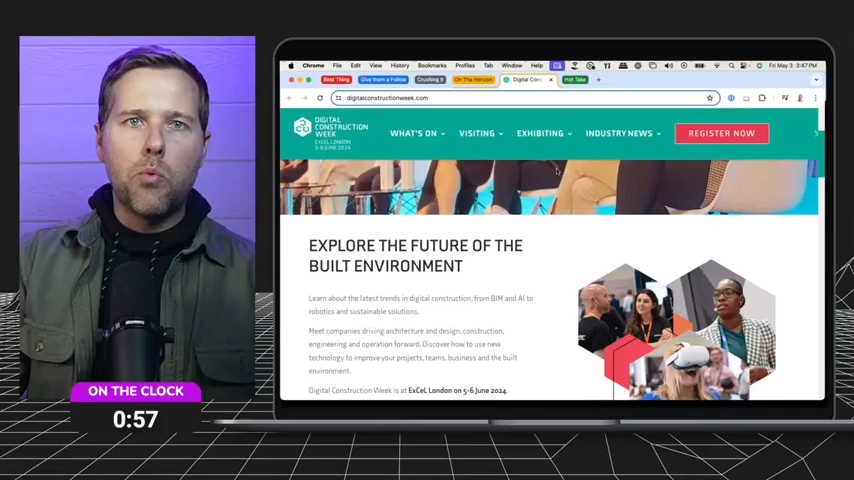 Chrome File Edit View History Bookmarks Profiles Tab Window Help Fri May 3 3:47 PM
Best Thing Give them a Follow Crushing it On The Horizon Digital Con Hot Take
digitalconstructionweek.com
DIGITAL
CONSTRUCTION
WEEK
EXCEL LONDON
5-6 JUNE 2024
WHAT'S ON VISITING EXHIBITING INDUSTRY NEWS REGISTER NOW
EXPLORE THE FUTURE OF THE
BUILT ENVIRONMENT
Learn about the latest trends in digital construction, from BIM and AI to
robotics and sustainable solutions.
Meet companies driving architecture and design, construction,
engineering and operation forward. Discover how to use new
technology to improve your projects, teams, business and the built
environment.
Digital Construction Week is at ExCeL London on 5-6 June 2024.
ON THE CLOCK
0:57